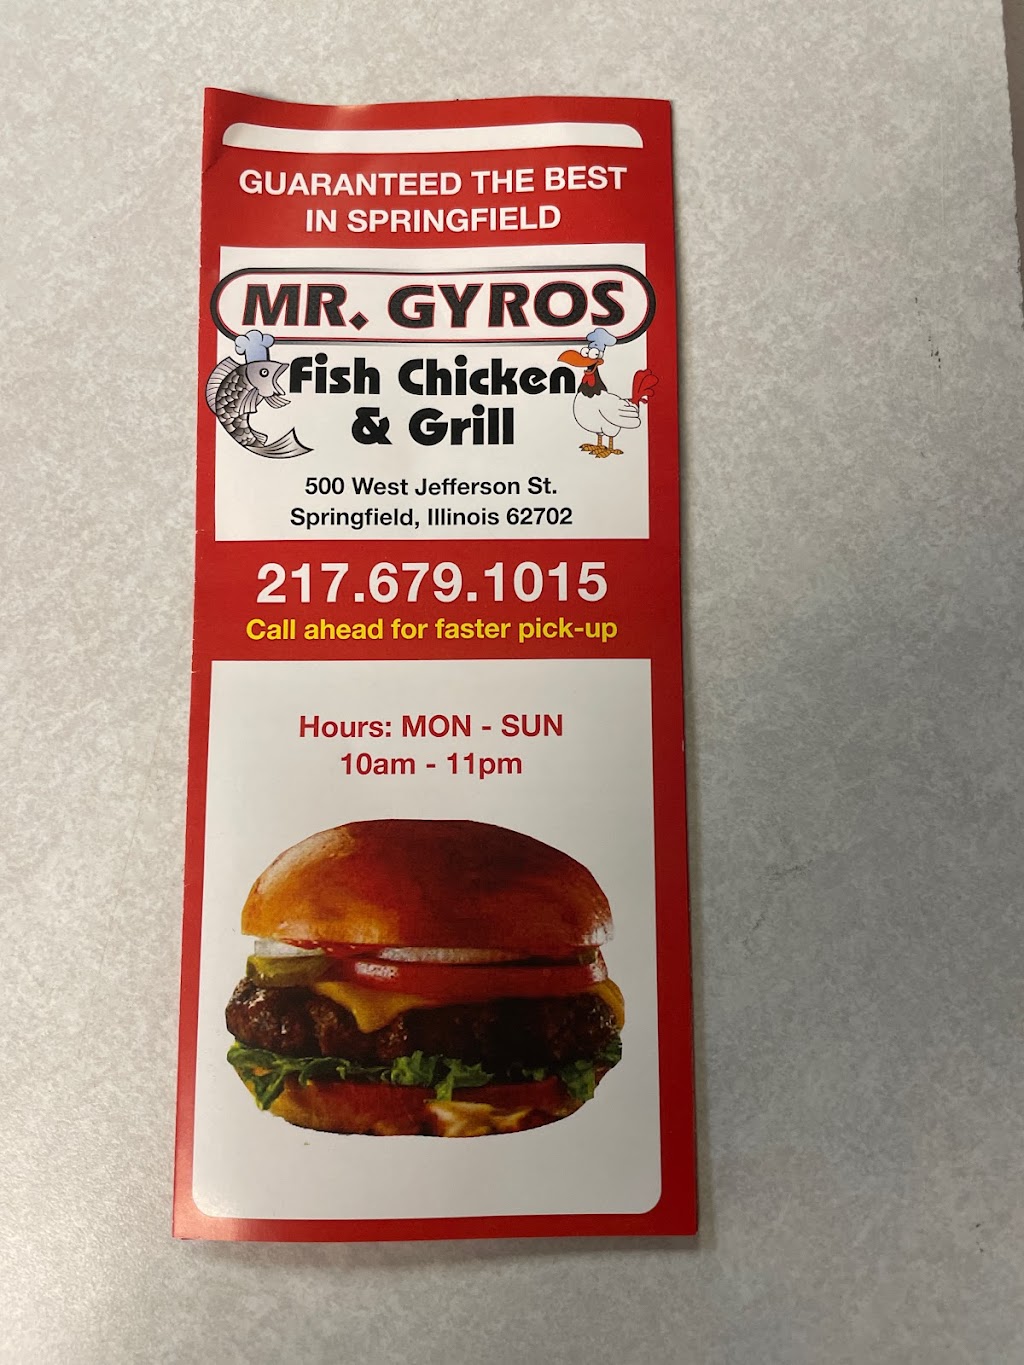 GUARANTEED THE BEST
IN SPRINGFIELD
MR. GYROS
Fish Chicken
& Grill
500 West Jefferson St.
Springfield, Illinois 62702
217.679.1015
Call ahead for faster pick-up
Hours: MON - SUN
10am - 11pm